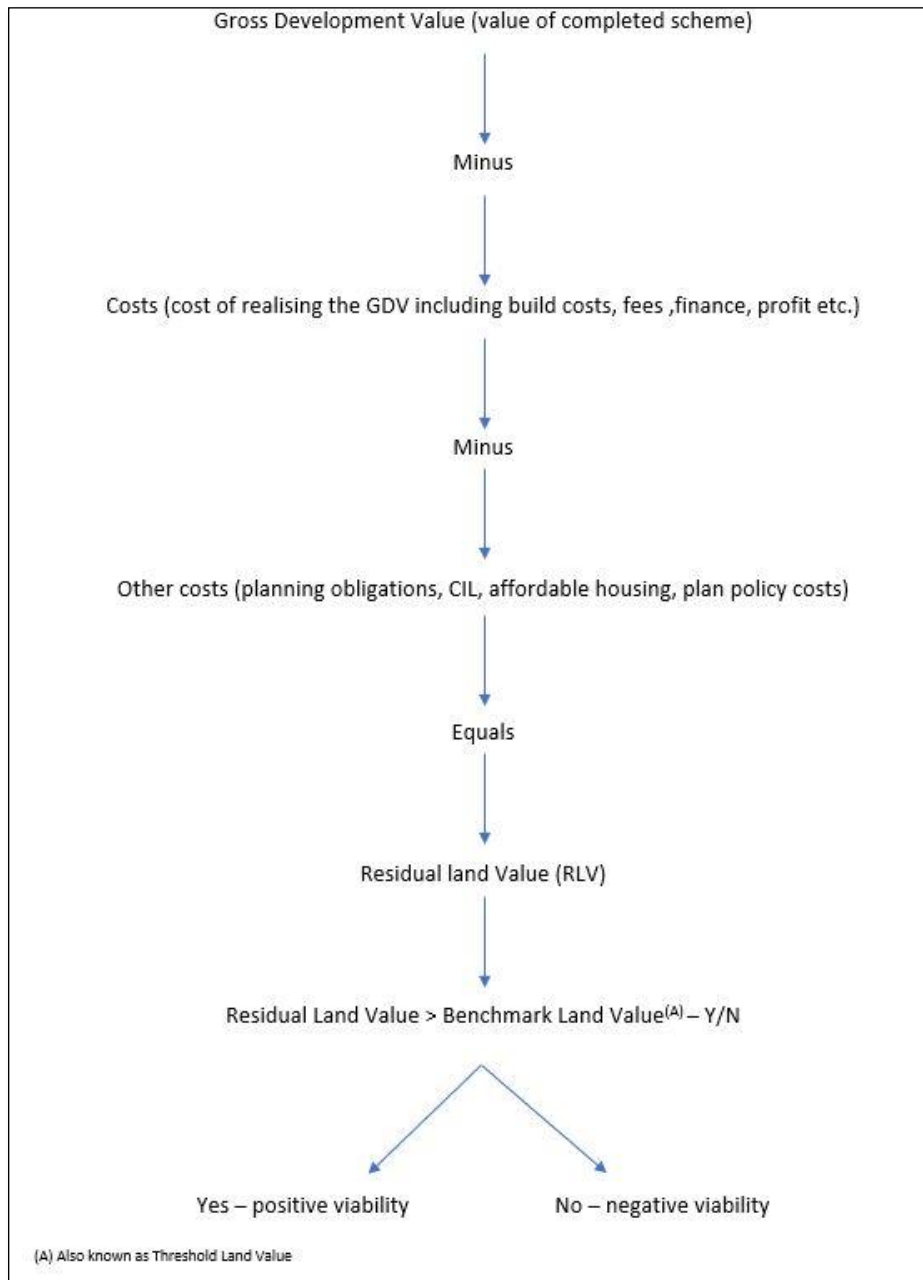 Gross Development Value (value of completed scheme)
Minus
Costs (cost of realising the GDV including build costs, fees ,finance, profit etc.)
Minus
Other costs (planning obligations, CIL, affordable housing, plan policy costs)
Equals
Residual land Value (RLV)
Residual Land Value > Benchmark Land Value(A) – Y/N
Yes – positive viability No – negative viability
(A) Also known as Threshold Land Value